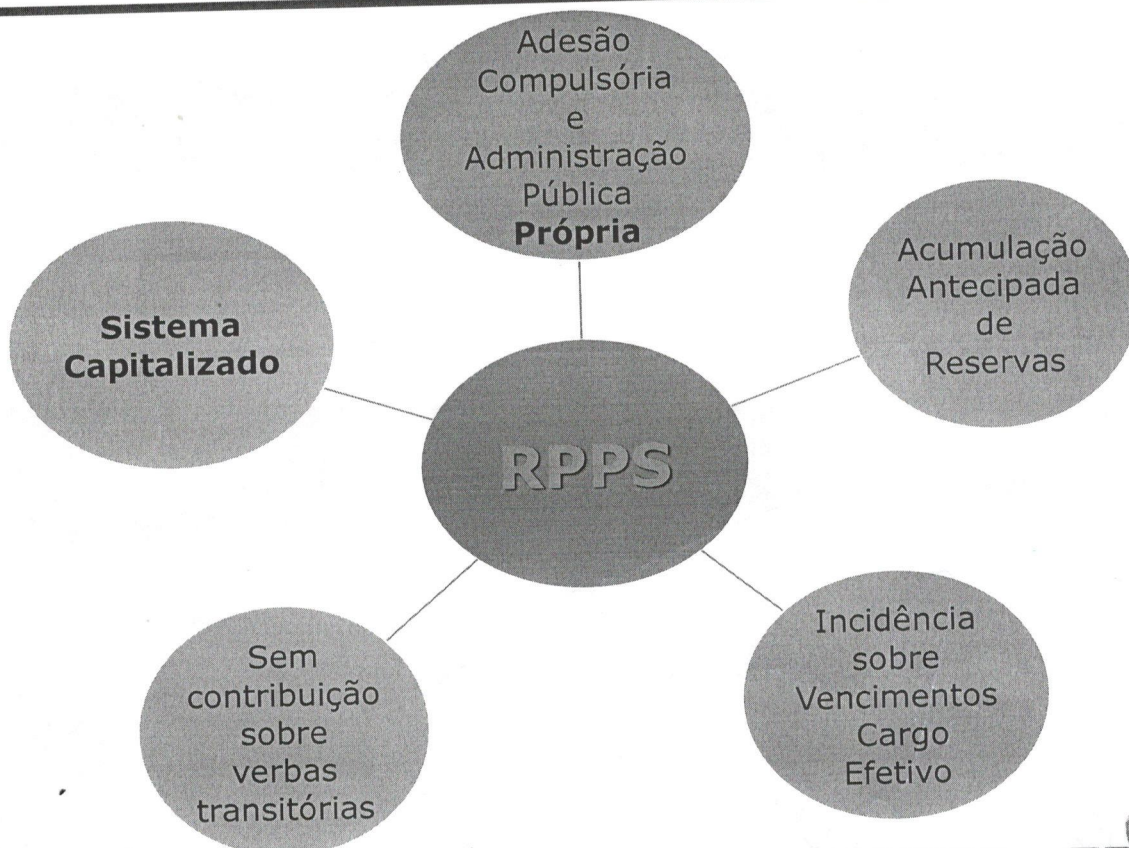 Adesão
Compulsória
e
Administração
Pública
Própria
Acumulação
Antecipada
de
Reservas
Sistema
Capitalizado
RPPS
Incidência
sobre
Vencimentos
Cargo
Efetivo
Sem
contribuição
sobre
verbas
transitórias